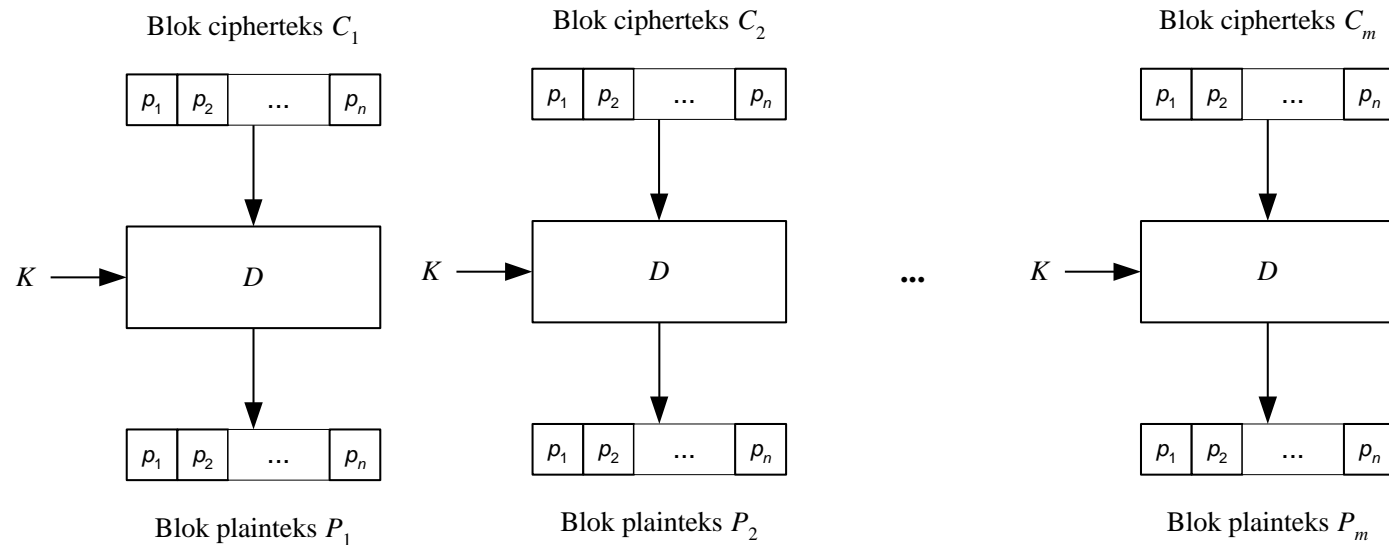 Blok cipherteks C₁
Blok cipherteks C₂
Blok cipherteks Cₘ
p₁ p₂ ... pₙ
p₁ p₂ ... pₙ
p₁ p₂ ... pₙ
K D
K D
...
K D
p₁ p₂ ... pₙ
p₁ p₂ ... pₙ
p₁ p₂ ... pₙ
Blok plainteks P₁
Blok plainteks P₂
Blok plainteks Pₘ